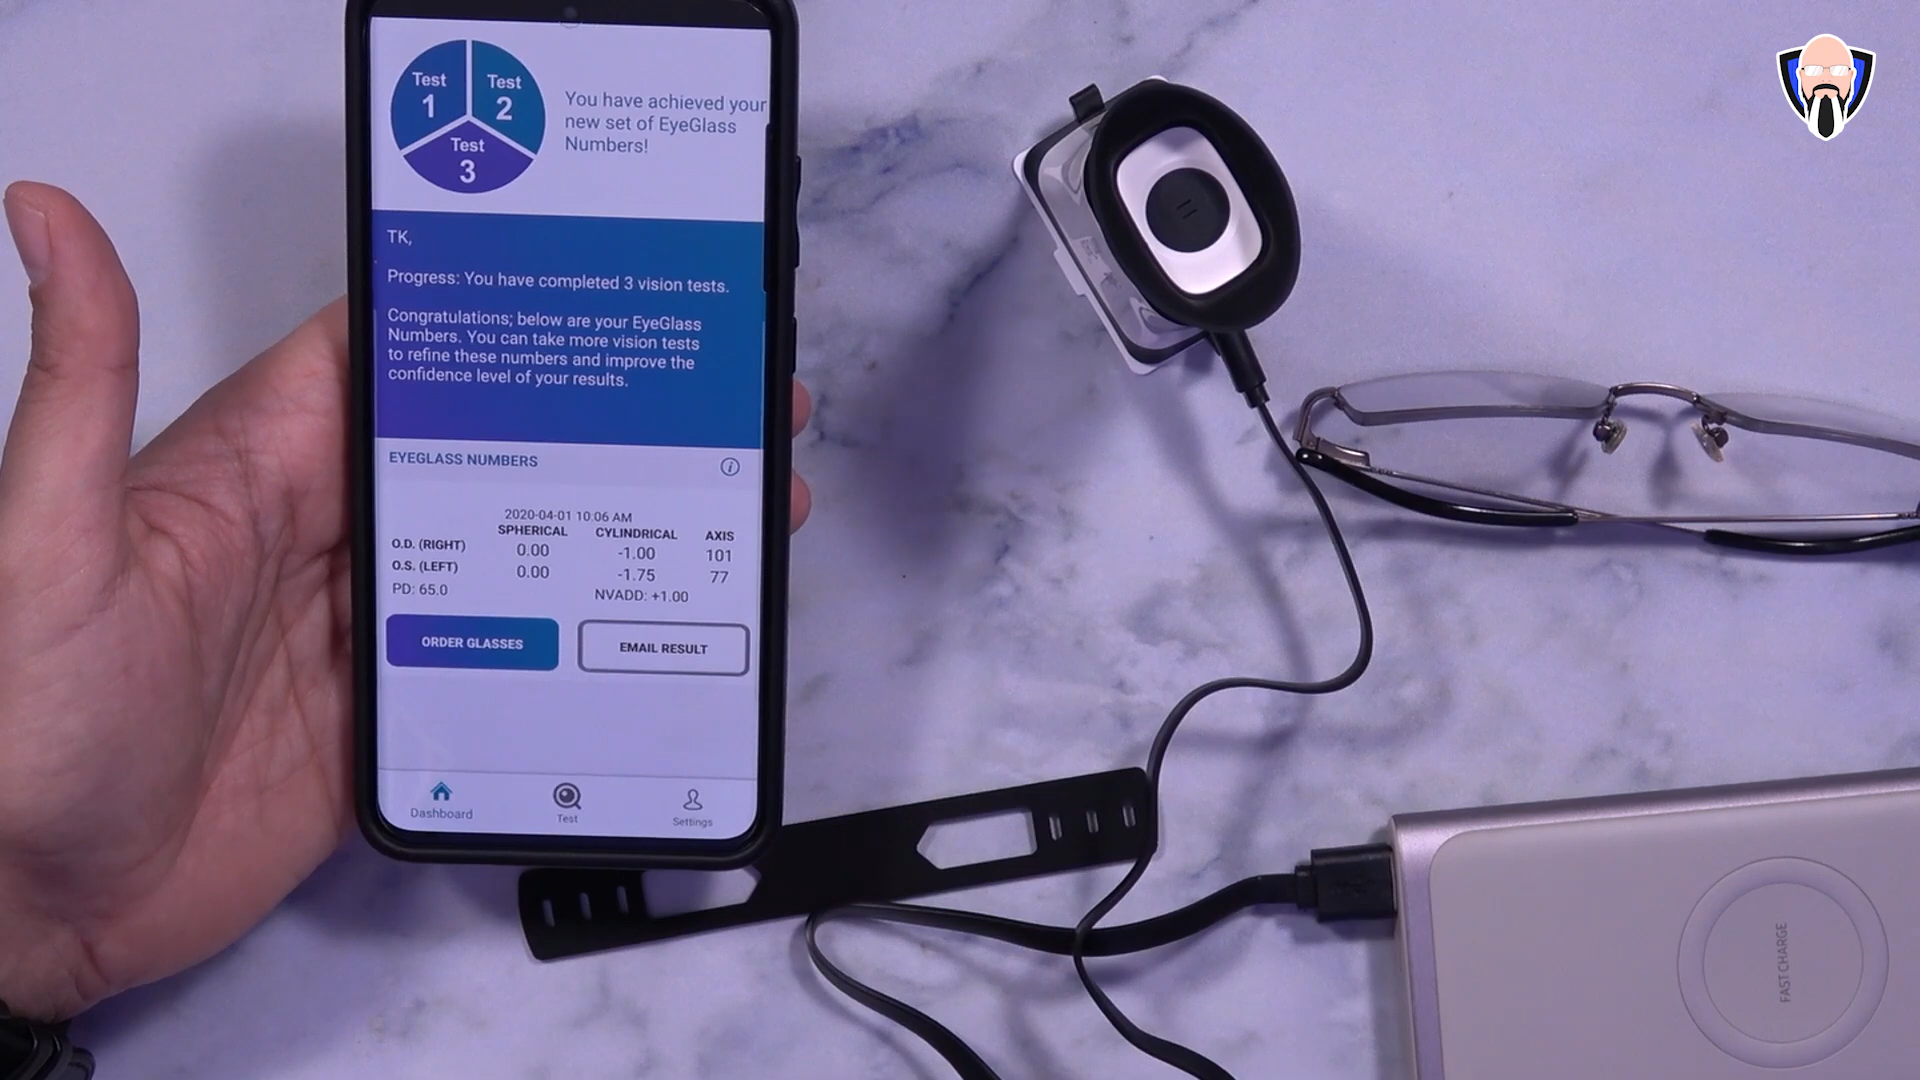 Test
1
Test
2
Test
3
You have achieved your
new set of EyeGlass
Numbers!
TK,
Progress: You have completed 3 vision tests.
Congratulations; below are your EyeGlass
Numbers. You can take more vision tests
to refine these numbers and improve the
confidence level of your results.
EYEGLASS NUMBERS
2020-04-01 10:06 AM
SPHERICAL CYLINDRICAL AXIS
O.D. (RIGHT) 0.00 -1.00 101
O.S. (LEFT) 0.00 -1.75 77
PD: 65.0 NVADD: +1.00
ORDER GLASSES EMAIL RESULT
Dashboard Test Settings
FAST CHARGE